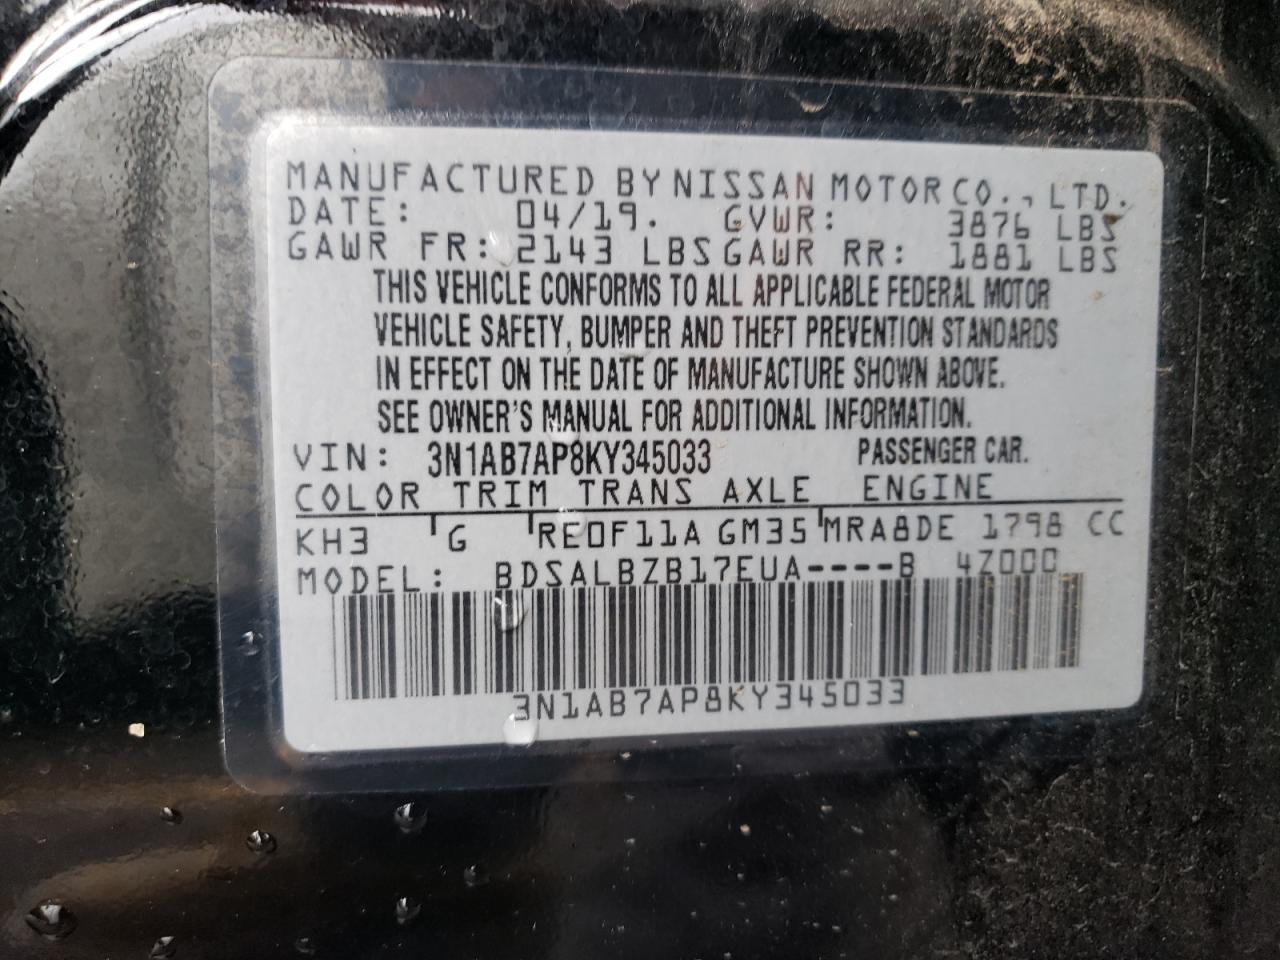 MANUFACTURED BY NISSAN MOTOR CO., LTD.
DATE: 04/19. GVWR: 3876 LBS
GAWR FR: 2143 LBS GAWR RR: 1881 LBS
THIS VEHICLE CONFORMS TO ALL APPLICABLE FEDERAL MOTOR
VEHICLE SAFETY, BUMPER AND THEFT PREVENTION STANDARDS
IN EFFECT ON THE DATE OF MANUFACTURE SHOWN ABOVE.
SEE OWNER'S MANUAL FOR ADDITIONAL INFORMATION.
VIN: 3N1AB7AP8KY345033 PASSENGER CAR.
COLOR TRIM TRANS AXLE ENGINE
KH3 G RE0F11A GM35 MRA8DE 1798 CC
MODEL: BDSALBZB17EUA----B 4Z000
3N1AB7AP8KY345033